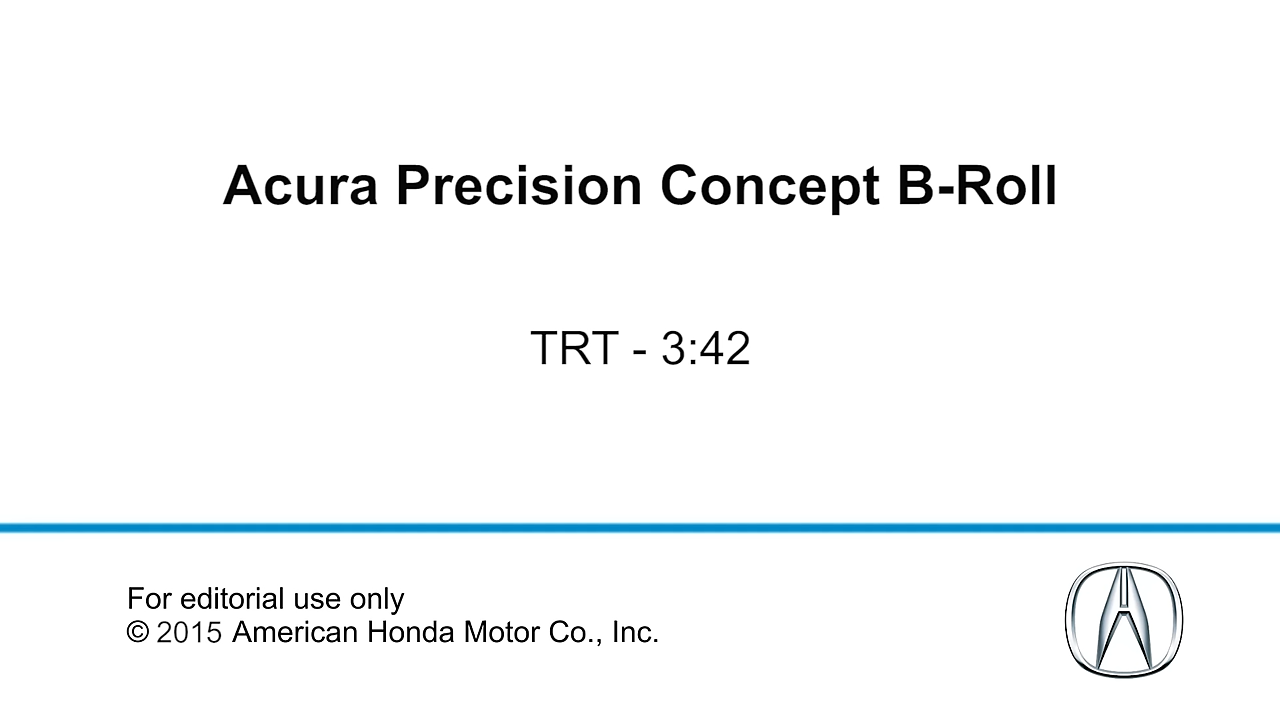 Acura Precision Concept B-Roll
TRT - 3:42
For editorial use only
© 2015 American Honda Motor Co., Inc.